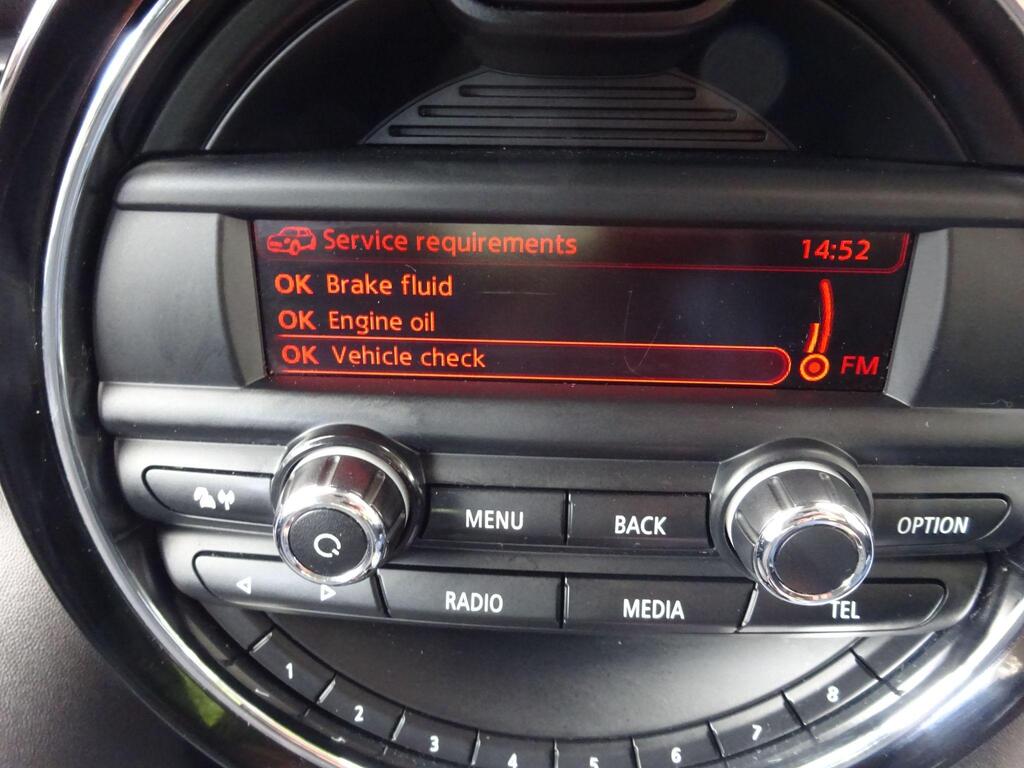 Service requirements 14:52
OK Brake fluid
OK Engine oil
OK Vehicle check
FM
MENU BACK OPTION
RADIO MEDIA TEL
1 2 3 4 5 6 7 8